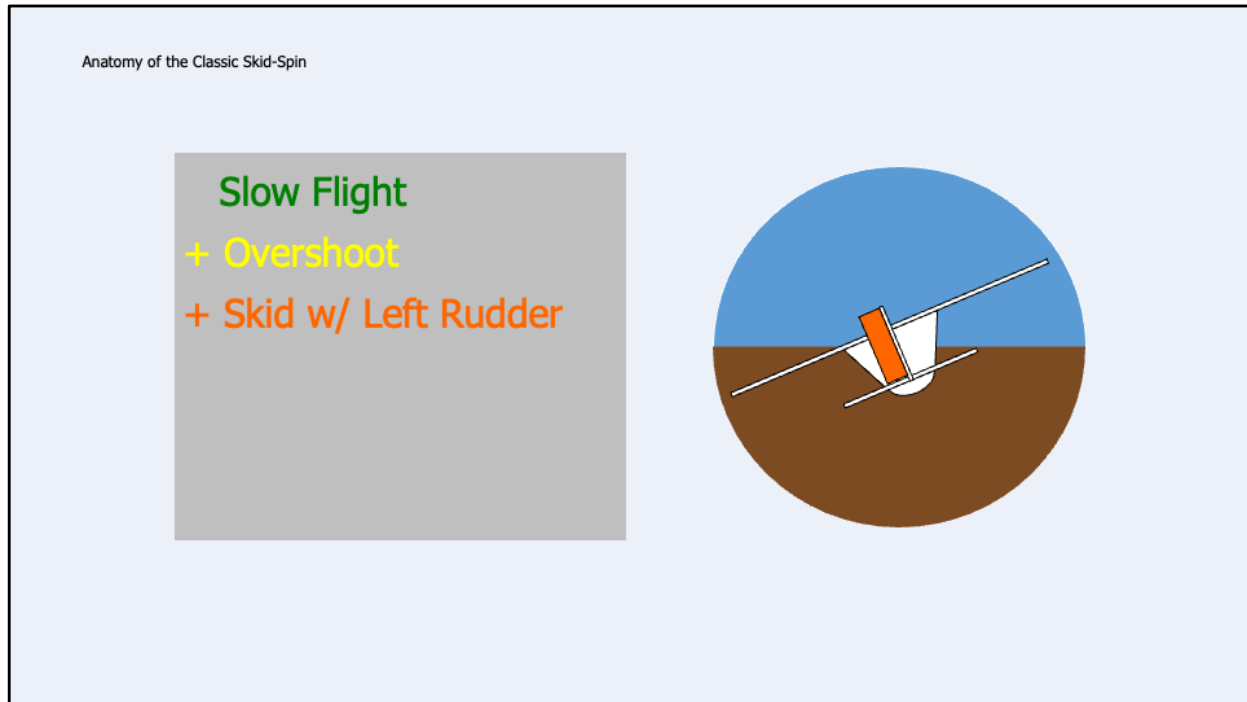 Anatomy of the Classic Skid-Spin
Slow Flight
+ Overshoot
+ Skid w/ Left Rudder